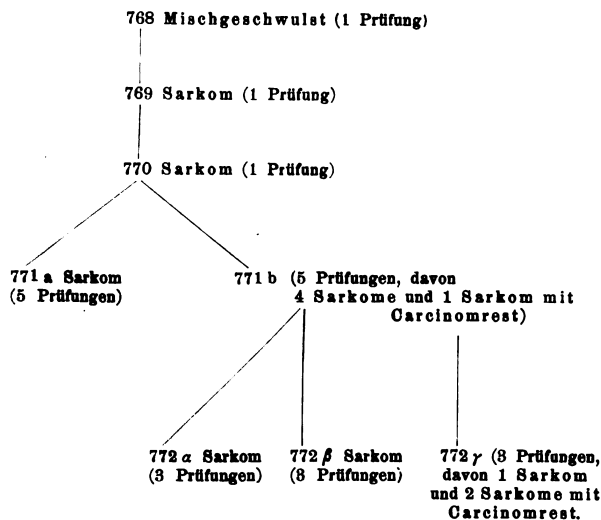 768 Mischgeschwulst (1 Prüfung)
769 Sarkom (1 Prüfung)
770 Sarkom (1 Prüfung)
771 a Sarkom
(5 Prüfungen)
771 b (5 Prüfungen, davon
4 Sarkome und 1 Sarkom mit
Carcinomrest)
772 α Sarkom
(3 Prüfungen)
772 β Sarkom
(3 Prüfungen)
772 γ (3 Prüfungen,
davon 1 Sarkom
und 2 Sarkome mit
Carcinomrest.